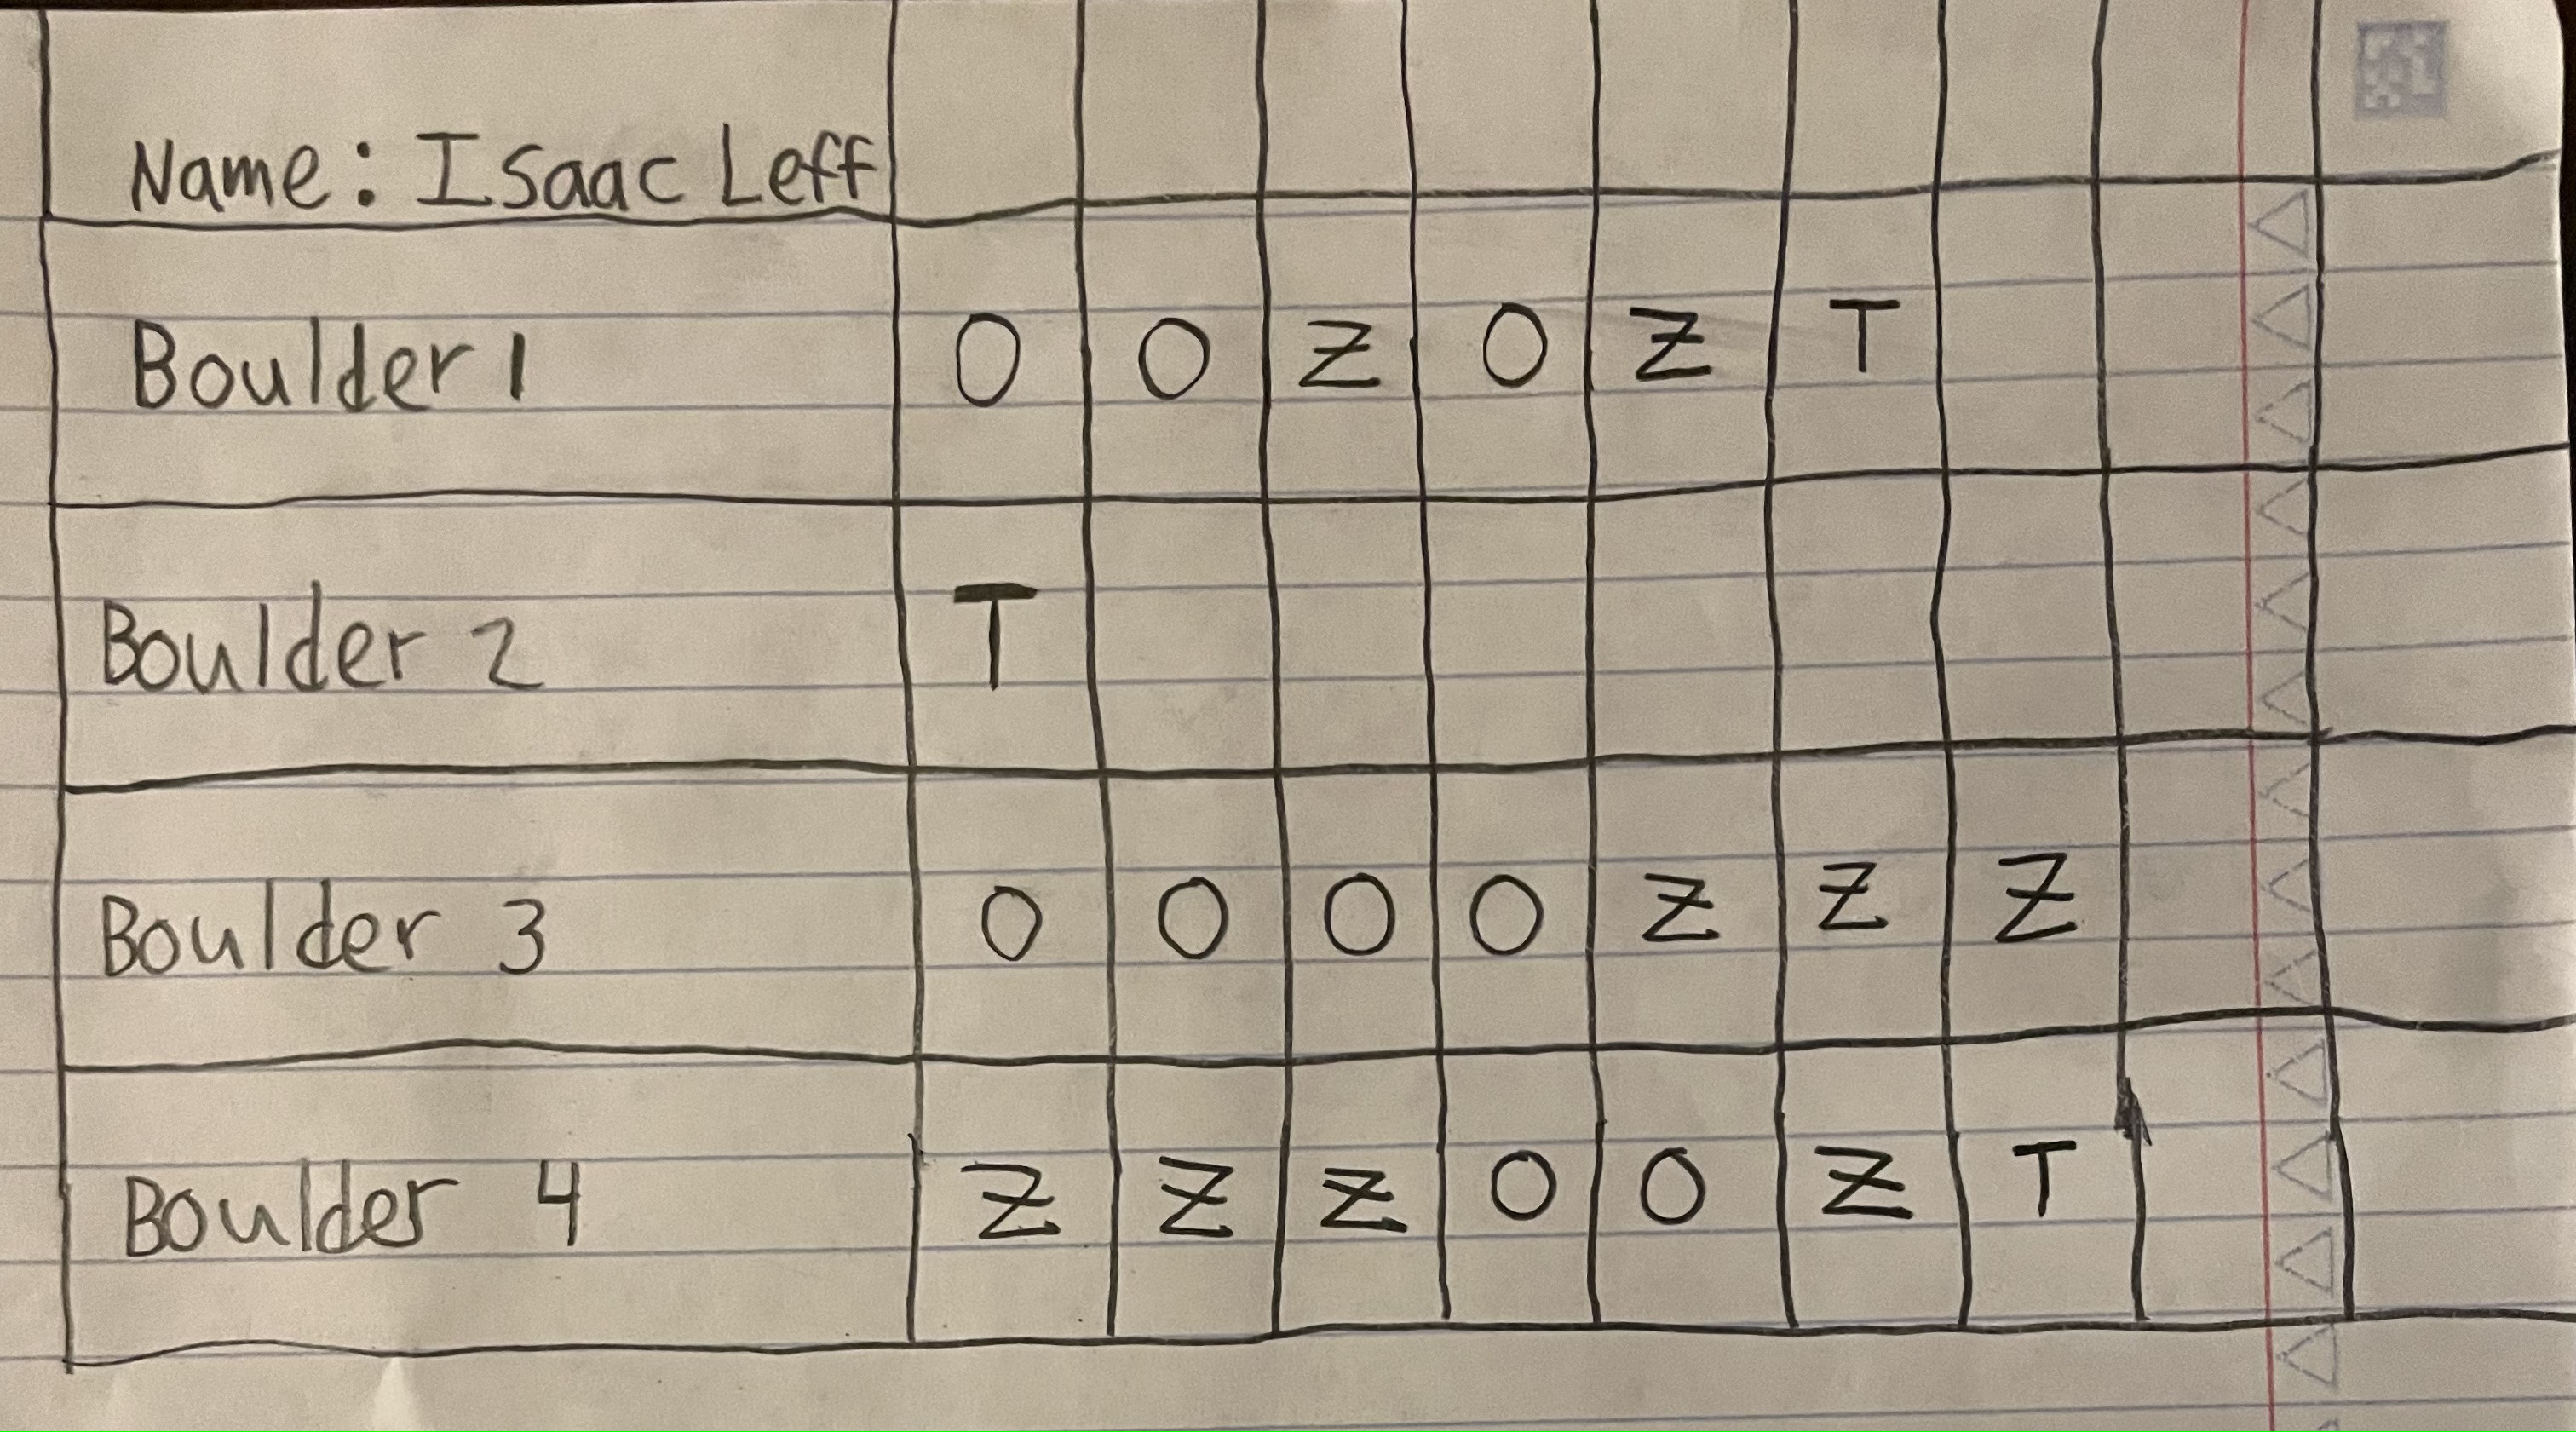 Name: Isaac Leff
Boulder 1 O O Z O Z T
Boulder 2 T
Boulder 3 O O O O Z Z Z
Boulder 4 Z Z Z O O Z T